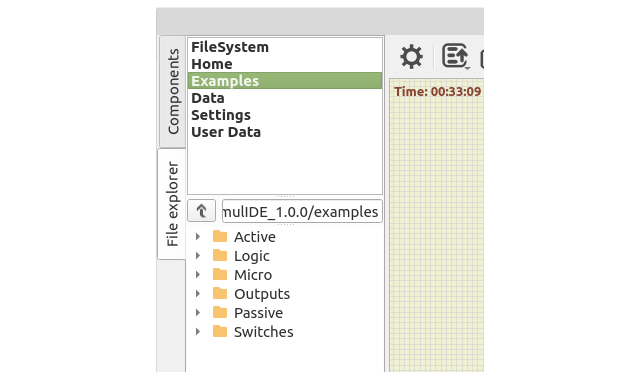 Components
File explorer
FileSystem
Home
Examples
Data
Settings
User Data
mulIDE_1.0.0/examples
Active
Logic
Micro
Outputs
Passive
Switches
Time: 00:33:09